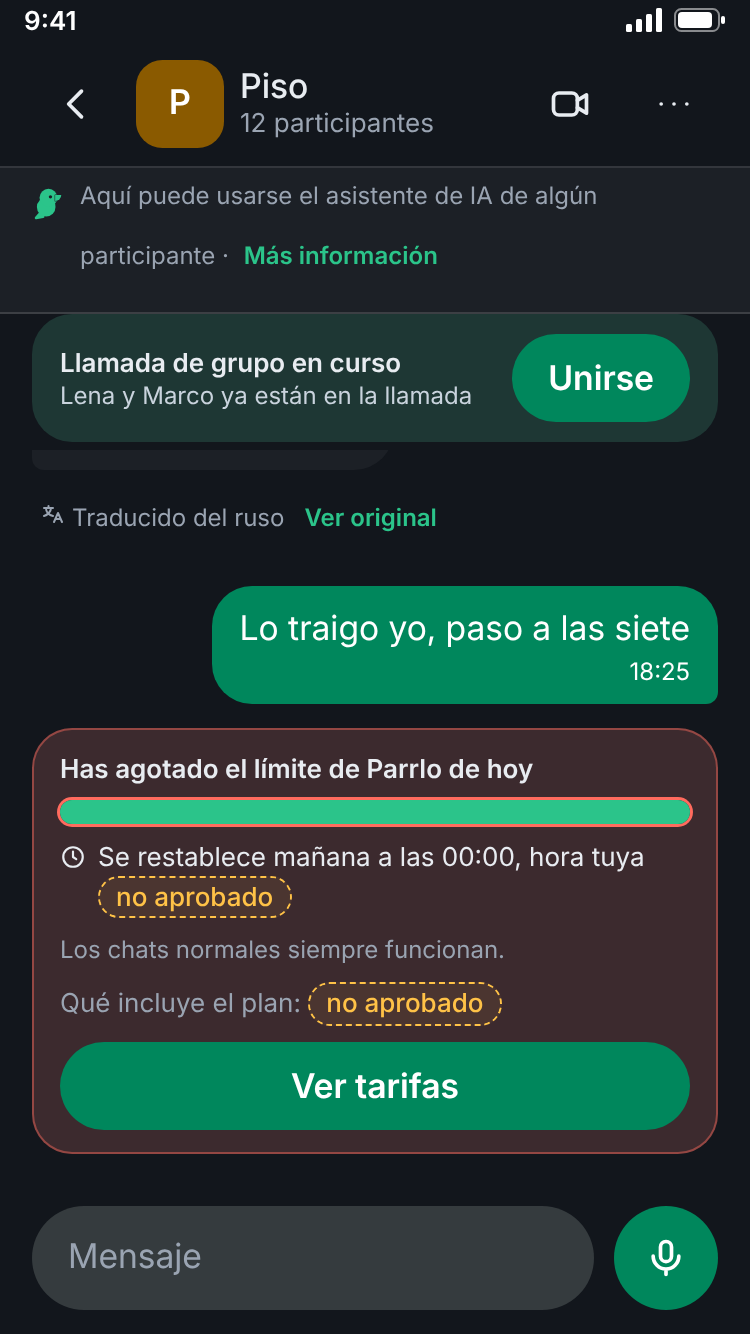 9:41
P
Piso
12 participantes
Aquí puede usarse el asistente de IA de algún
participante · Más información
Llamada de grupo en curso
Lena y Marco ya están en la llamada
Unirse
Traducido del ruso Ver original
Lo traigo yo, paso a las siete
18:25
Has agotado el límite de Parrlo de hoy
Se restablece mañana a las 00:00, hora tuya
no aprobado
Los chats normales siempre funcionan.
Qué incluye el plan: no aprobado
Ver tarifas
Mensaje